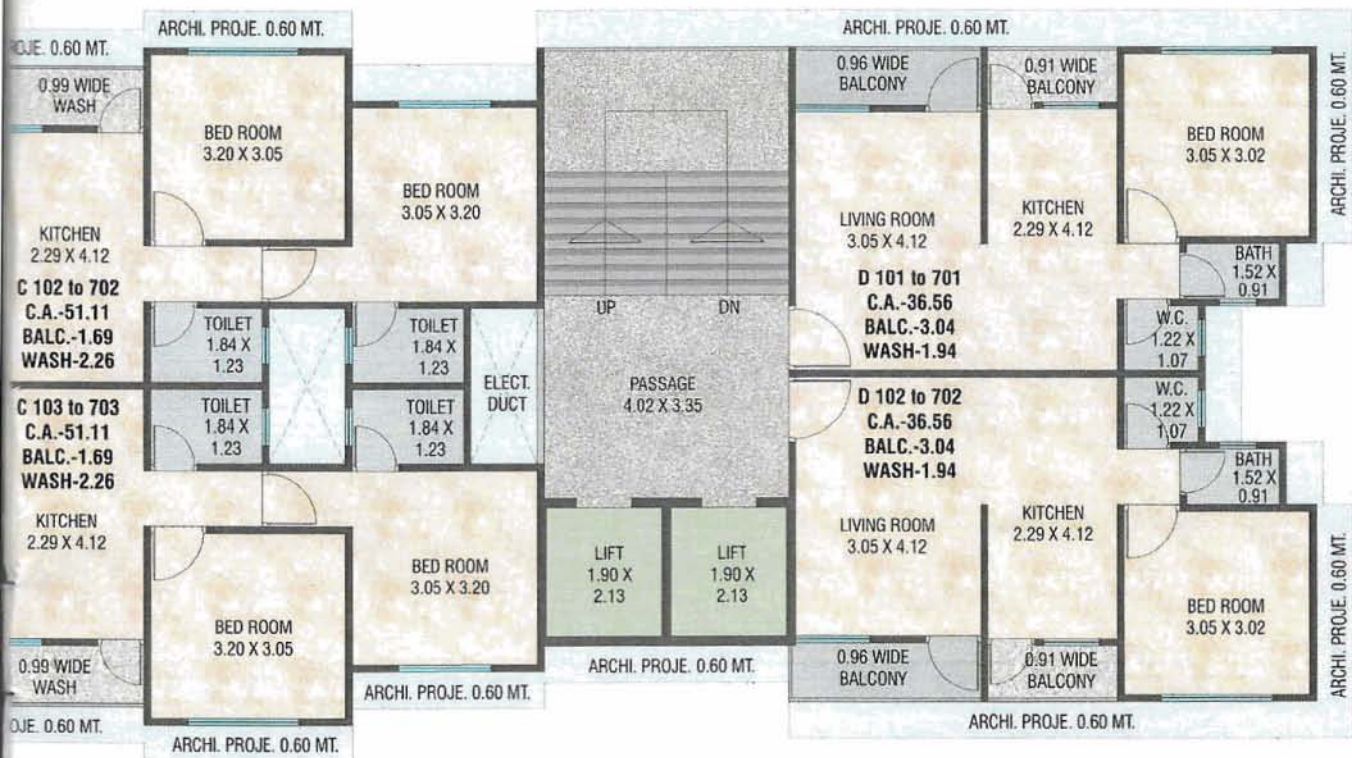 ARCHI. PROJE. 0.60 MT.
ARCHI. PROJE. 0.60 MT.
OJE. 0.60 MT.
0.99 WIDE
WASH
BED ROOM
3.20 X 3.05
BED ROOM
3.05 X 3.20
KITCHEN
2.29 X 4.12
C 102 to 702
C.A.-51.11
BALC.-1.69
WASH-2.26
TOILET
1.84 X
1.23
TOILET
1.84 X
1.23
C 103 to 703
C.A.-51.11
BALC.-1.69
WASH-2.26
TOILET
1.84 X
1.23
TOILET
1.84 X
1.23
ELECT.
DUCT
KITCHEN
2.29 X 4.12
BED ROOM
3.05 X 3.20
BED ROOM
3.20 X 3.05
0.99 WIDE
WASH
OJE. 0.60 MT.
ARCHI. PROJE. 0.60 MT.
ARCHI. PROJE. 0.60 MT.
UP
DN
PASSAGE
4.02 X 3.35
LIFT
1.90 X
2.13
LIFT
1.90 X
2.13
ARCHI. PROJE. 0.60 MT.
0.96 WIDE
BALCONY
0.91 WIDE
BALCONY
BED ROOM
3.05 X 3.02
ARCHI. PROJE. 0.60 MT.
LIVING ROOM
3.05 X 4.12
KITCHEN
2.29 X 4.12
D 101 to 701
C.A.-36.56
BALC.-3.04
WASH-1.94
BATH
1.52 X
0.91
W.C.
1.22 X
1.07
D 102 to 702
C.A.-36.56
BALC.-3.04
WASH-1.94
W.C.
1.22 X
1.07
BATH
1.52 X
0.91
LIVING ROOM
3.05 X 4.12
KITCHEN
2.29 X 4.12
BED ROOM
3.05 X 3.02
ARCHI. PROJE. 0.60 MT.
0.96 WIDE
BALCONY
0.91 WIDE
BALCONY
ARCHI. PROJE. 0.60 MT.